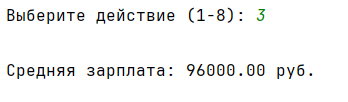 Выберите действие (1-8): 3
Средняя зарплата: 96000.00 руб.